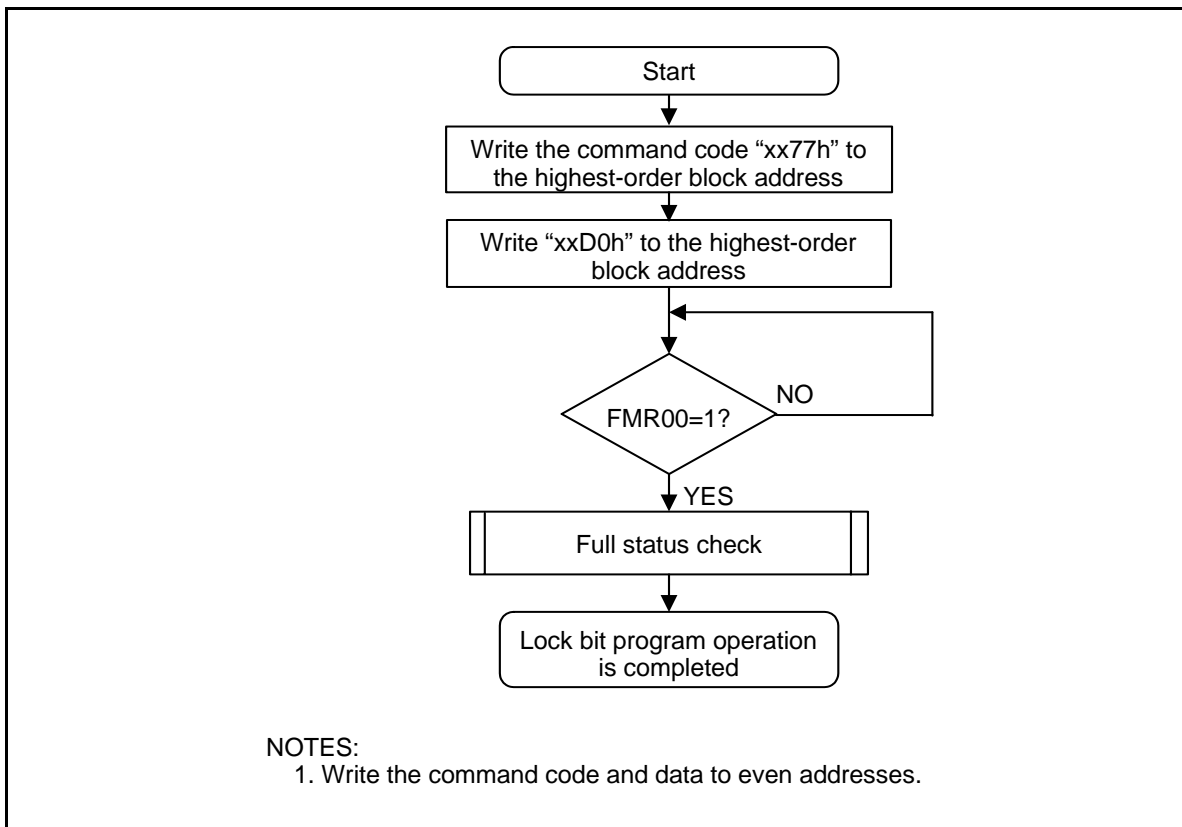 Start
Write the command code “xx77h” to
the highest-order block address
Write “xxD0h” to the highest-order
block address
FMR00=1?
NO
YES
Full status check
Lock bit program operation
is completed
NOTES:
1. Write the command code and data to even addresses.